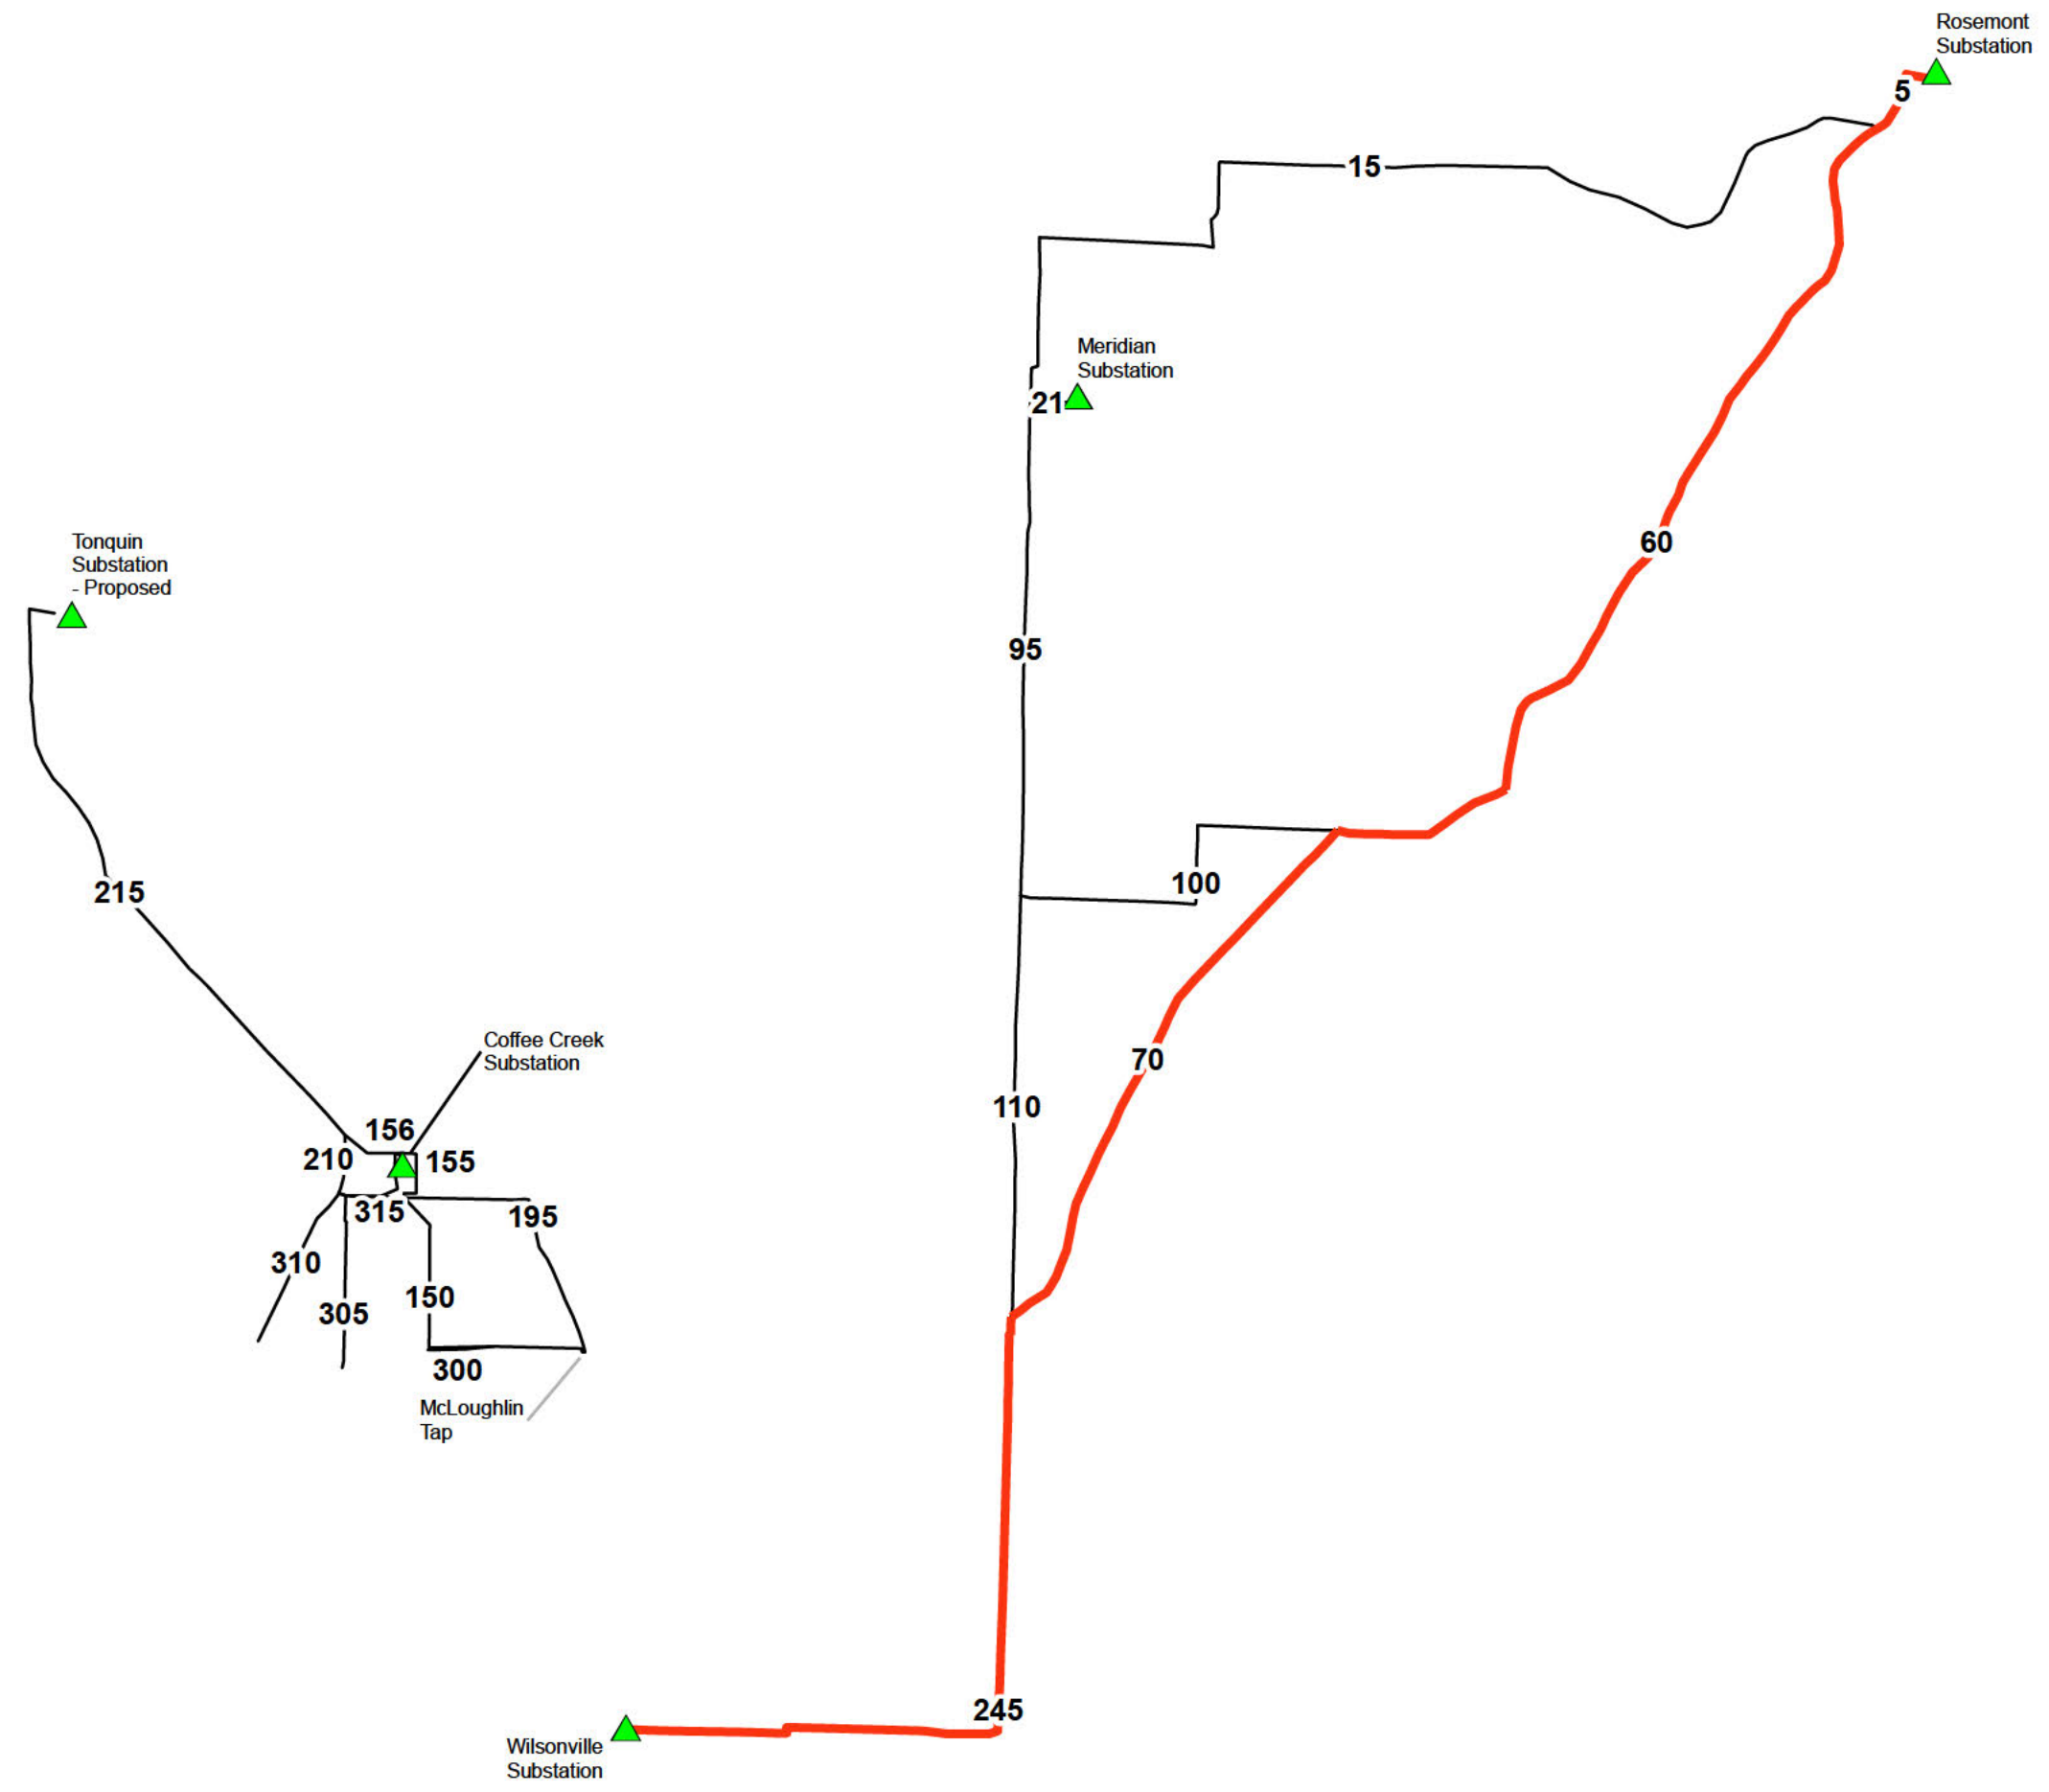 Rosemont
Substation
5
15
Meridian
Substation
21
60
Tonquin
Substation
- Proposed
95
100
215
Coffee Creek
Substation
70
110
156
210
155
315
195
310
150
305
300
McLoughlin
Tap
245
Wilsonville
Substation